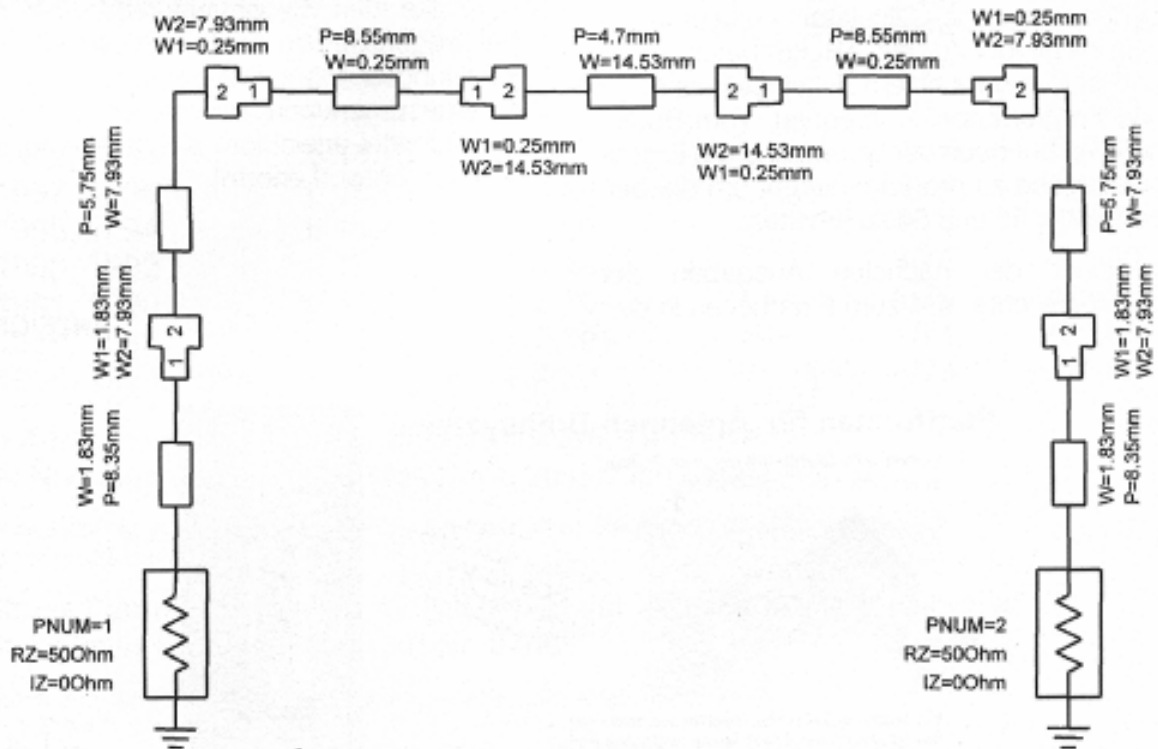 W2=7.93mm
W1=0.25mm
P=8.55mm
W=0.25mm
P=4.7mm
W=14.53mm
P=8.55mm
W=0.25mm
W1=0.25mm
W2=7.93mm
2 1
1 2
2 1
1 2
W1=0.25mm
W2=14.53mm
W2=14.53mm
W1=0.25mm
P=5.75mm
W=7.93mm
P=5.75mm
W=7.93mm
W1=1.83mm
W2=7.93mm
2
1
2
1
W1=1.83mm
W2=7.93mm
W=1.83mm
P=8.35mm
W=1.83mm
P=8.35mm
PNUM=1
RZ=50Ohm
IZ=0Ohm
PNUM=2
RZ=50Ohm
IZ=0Ohm